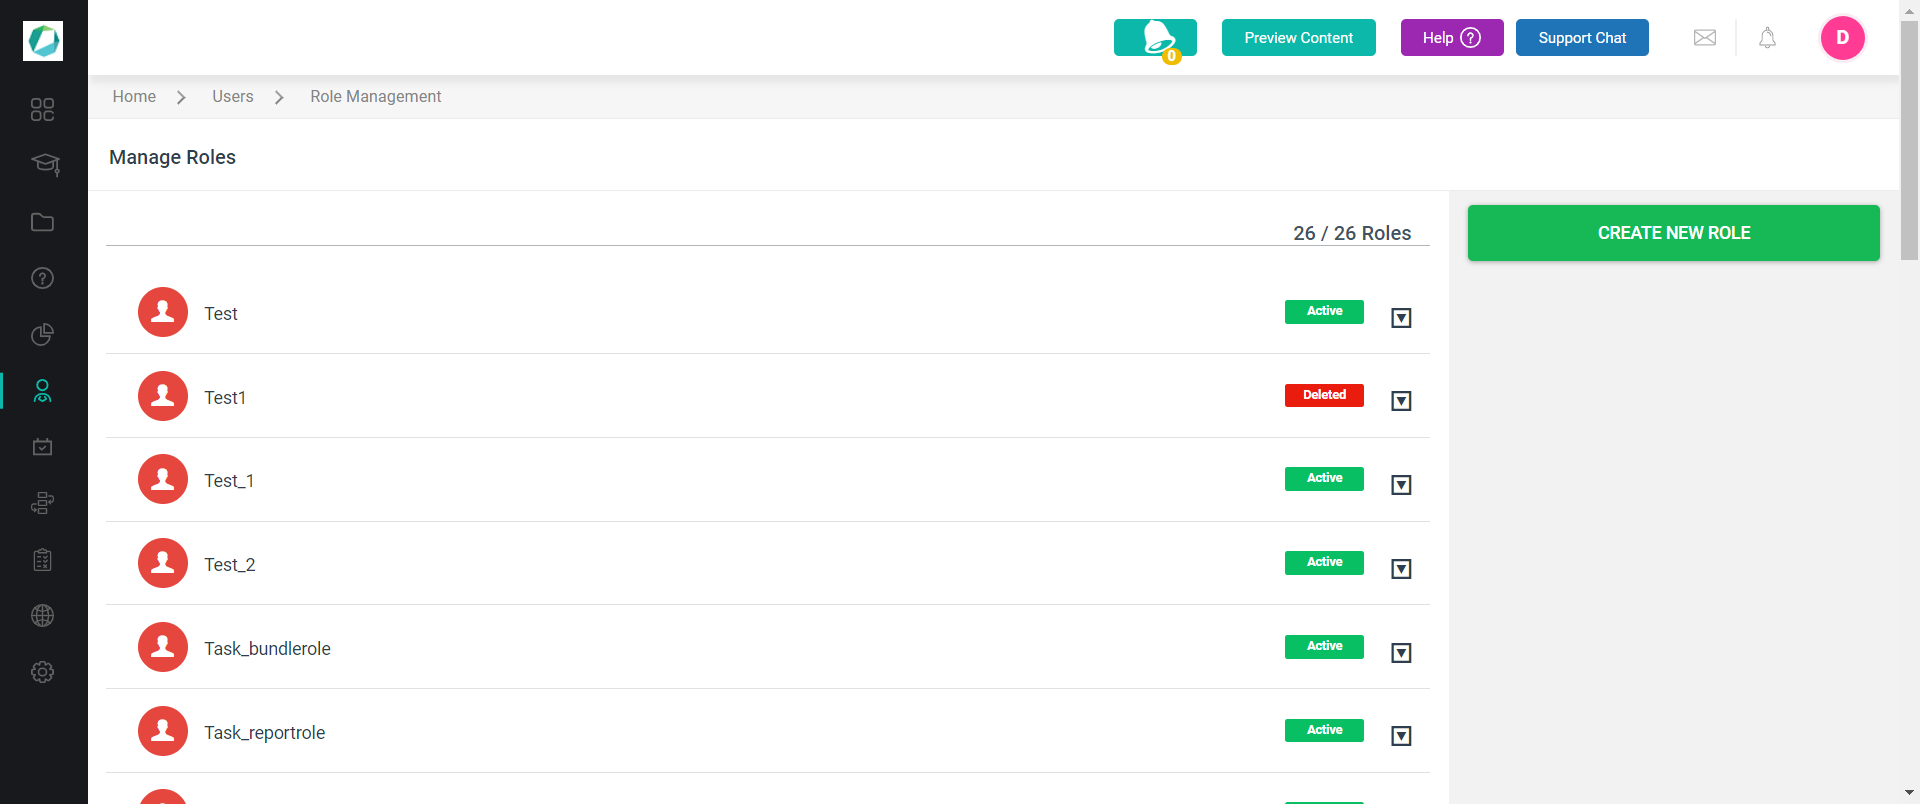 0
Preview Content
Help ?
Support Chat
D
Home
Users
Role Management
Manage Roles
26 / 26 Roles
CREATE NEW ROLE
Test
Active
Test1
Deleted
Test_1
Active
Test_2
Active
Task_bundlerole
Active
Task_reportrole
Active